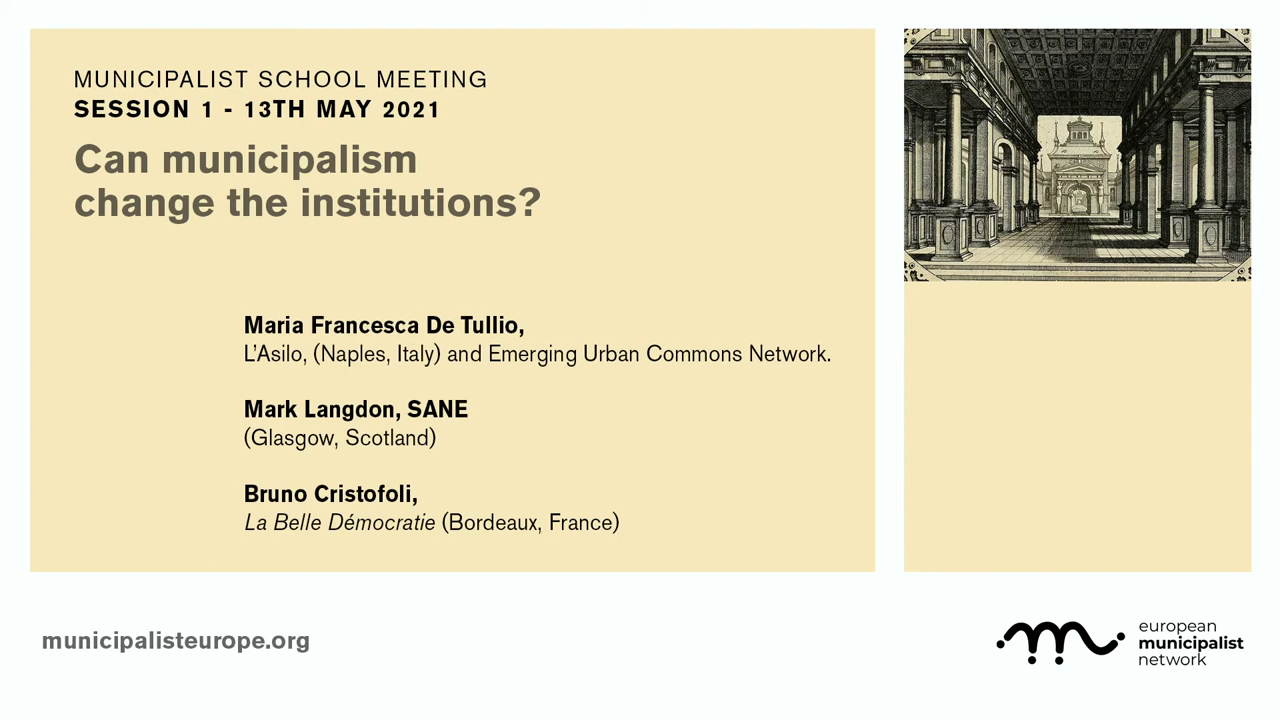 MUNICIPALIST SCHOOL MEETING
SESSION 1 - 13TH MAY 2021
Can municipalism
change the institutions?
Maria Francesca De Tullio,
L'Asilo, (Naples, Italy) and Emerging Urban Commons Network.
Mark Langdon, SANE
(Glasgow, Scotland)
Bruno Cristofoli,
La Belle Démocratie (Bordeaux, France)
municipalisteurope.org
european
municipalist
network